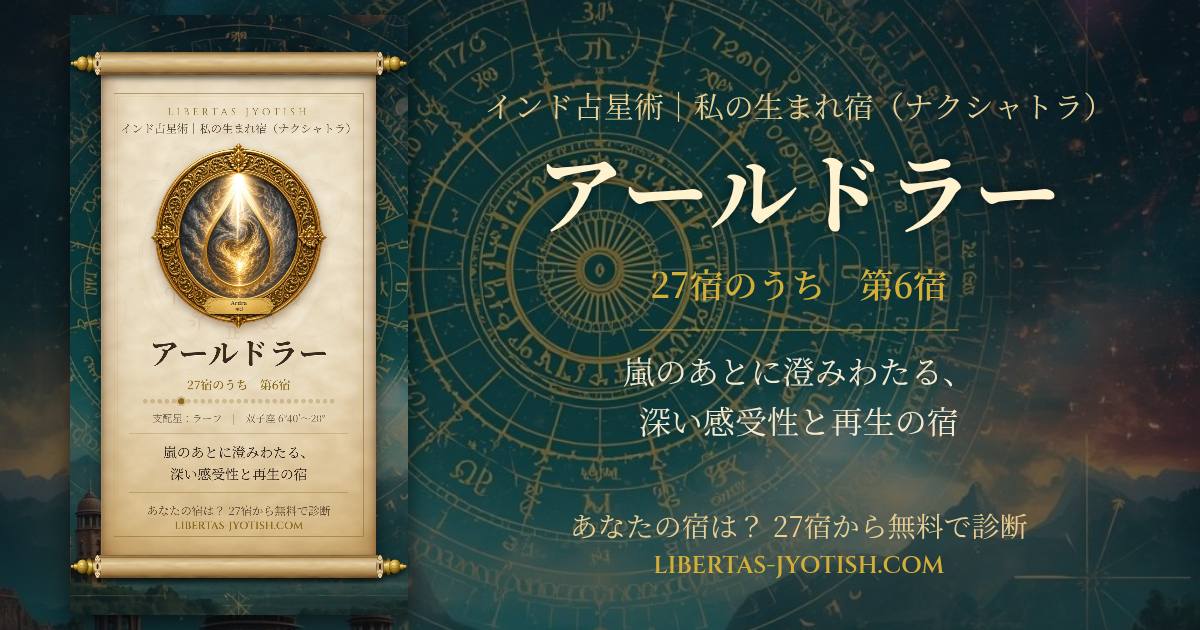 LIBERTAS JYOTISH
インド占星術｜私の生まれ宿（ナクシャトラ）
Ardra
アールドラー
27宿のうち　第6宿
支配星：ラーフ　｜　双子座 6°40'〜20°
嵐のあとに澄みわたる、
深い感受性と再生の宿
あなたの宿は？ 27宿から無料で診断
LIBERTAS-JYOTISH.COM
インド占星術｜私の生まれ宿（ナクシャトラ）
アールドラー
27宿のうち　第6宿
嵐のあとに澄みわたる、
深い感受性と再生の宿
あなたの宿は？ 27宿から無料で診断
LIBERTAS-JYOTISH.COM